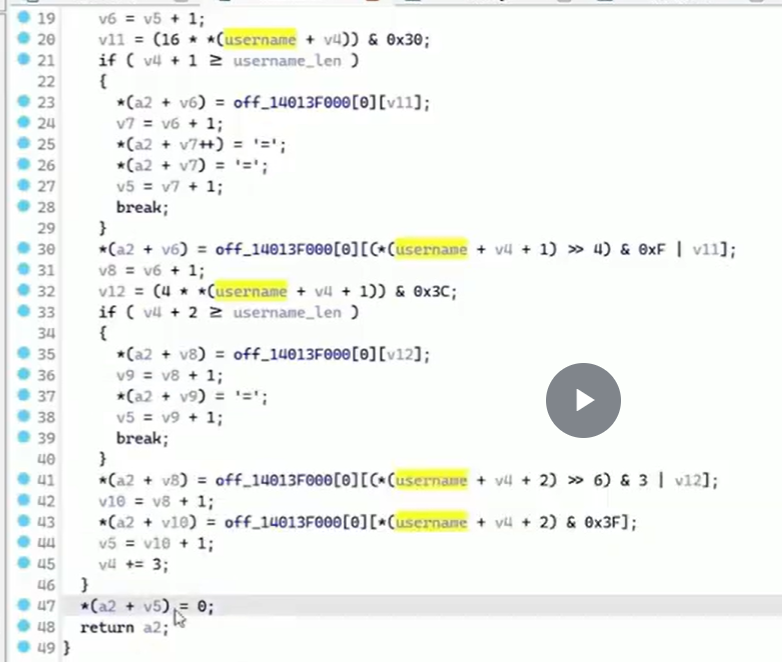 19 v6 = v5 + 1;
20 v11 = (16 * *(username + v4)) & 0x30;
21 if ( v4 + 1 ≥ username_len )
22 {
23 *(a2 + v6) = off_14013F000[0][v11];
24 v7 = v6 + 1;
25 *(a2 + v7++) = '=';
26 *(a2 + v7) = '=';
27 v5 = v7 + 1;
28 break;
29 }
30 *(a2 + v6) = off_14013F000[0][(*(username + v4 + 1) >> 4) & 0xF | v11];
31 v8 = v6 + 1;
32 v12 = (4 * *(username + v4 + 1)) & 0x3C;
33 if ( v4 + 2 ≥ username_len )
34 {
35 *(a2 + v8) = off_14013F000[0][v12];
36 v9 = v8 + 1;
37 *(a2 + v9) = '=';
38 v5 = v9 + 1;
39 break;
40 }
41 *(a2 + v8) = off_14013F000[0][(*(username + v4 + 2) >> 6) & 3 | v12];
42 v10 = v8 + 1;
43 *(a2 + v10) = off_14013F000[0][*(username + v4 + 2) & 0x3F];
44 v5 = v10 + 1;
45 v4 += 3;
46 }
47 *(a2 + v5) = 0;
48 return a2;
49 }